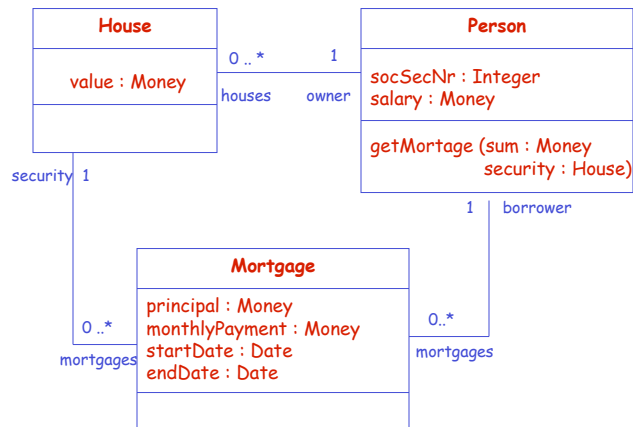 House
value : Money
0 .. *
1
houses
owner
Person
socSecNr : Integer
salary : Money
getMortage (sum : Money
security : House)
security 1
1 borrower
Mortgage
principal : Money
monthlyPayment : Money
startDate : Date
endDate : Date
0 ..*
mortgages
0..*
mortgages